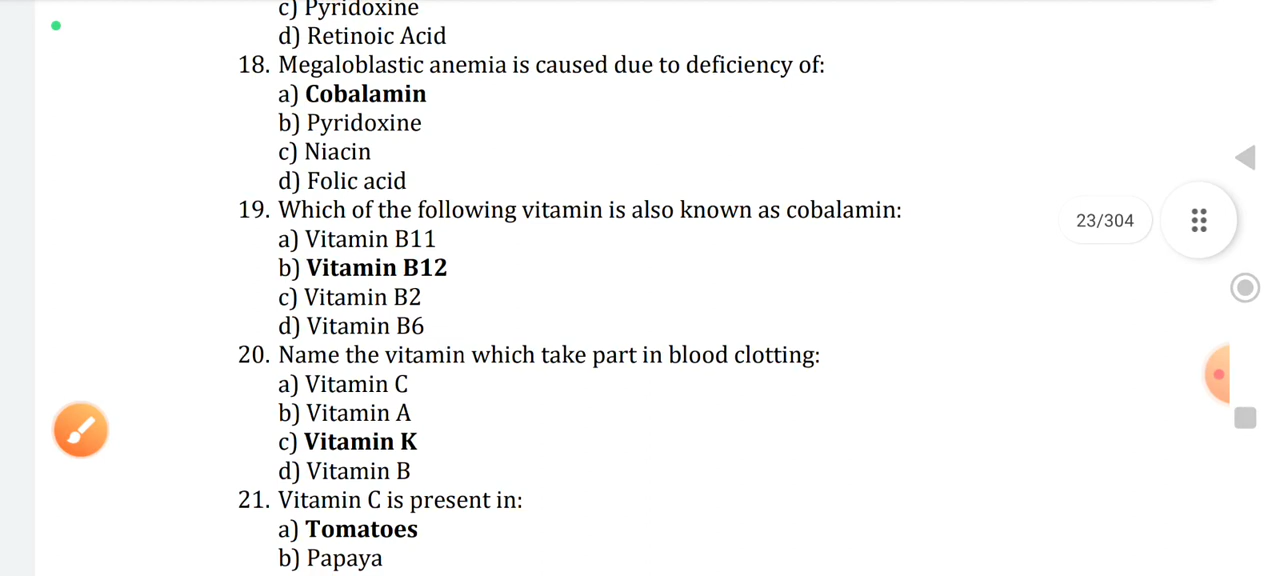 c) Pyridoxine
d) Retinoic Acid
18. Megaloblastic anemia is caused due to deficiency of:
a) Cobalamin
b) Pyridoxine
c) Niacin
d) Folic acid
19. Which of the following vitamin is also known as cobalamin:
a) Vitamin B11
b) Vitamin B12
c) Vitamin B2
d) Vitamin B6
20. Name the vitamin which take part in blood clotting:
a) Vitamin C
b) Vitamin A
c) Vitamin K
d) Vitamin B
21. Vitamin C is present in:
a) Tomatoes
b) Papaya
23/304